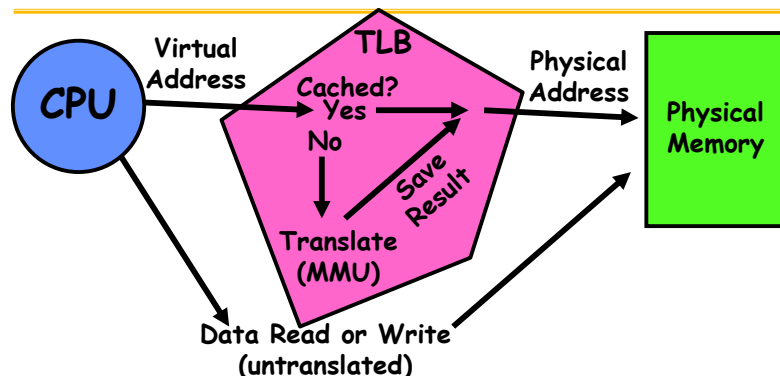 TLB
Virtual
Address
CPU
Cached?
Yes
No
Save
Result
Translate
(MMU)
Physical
Address
Physical
Memory
Data Read or Write
(untranslated)